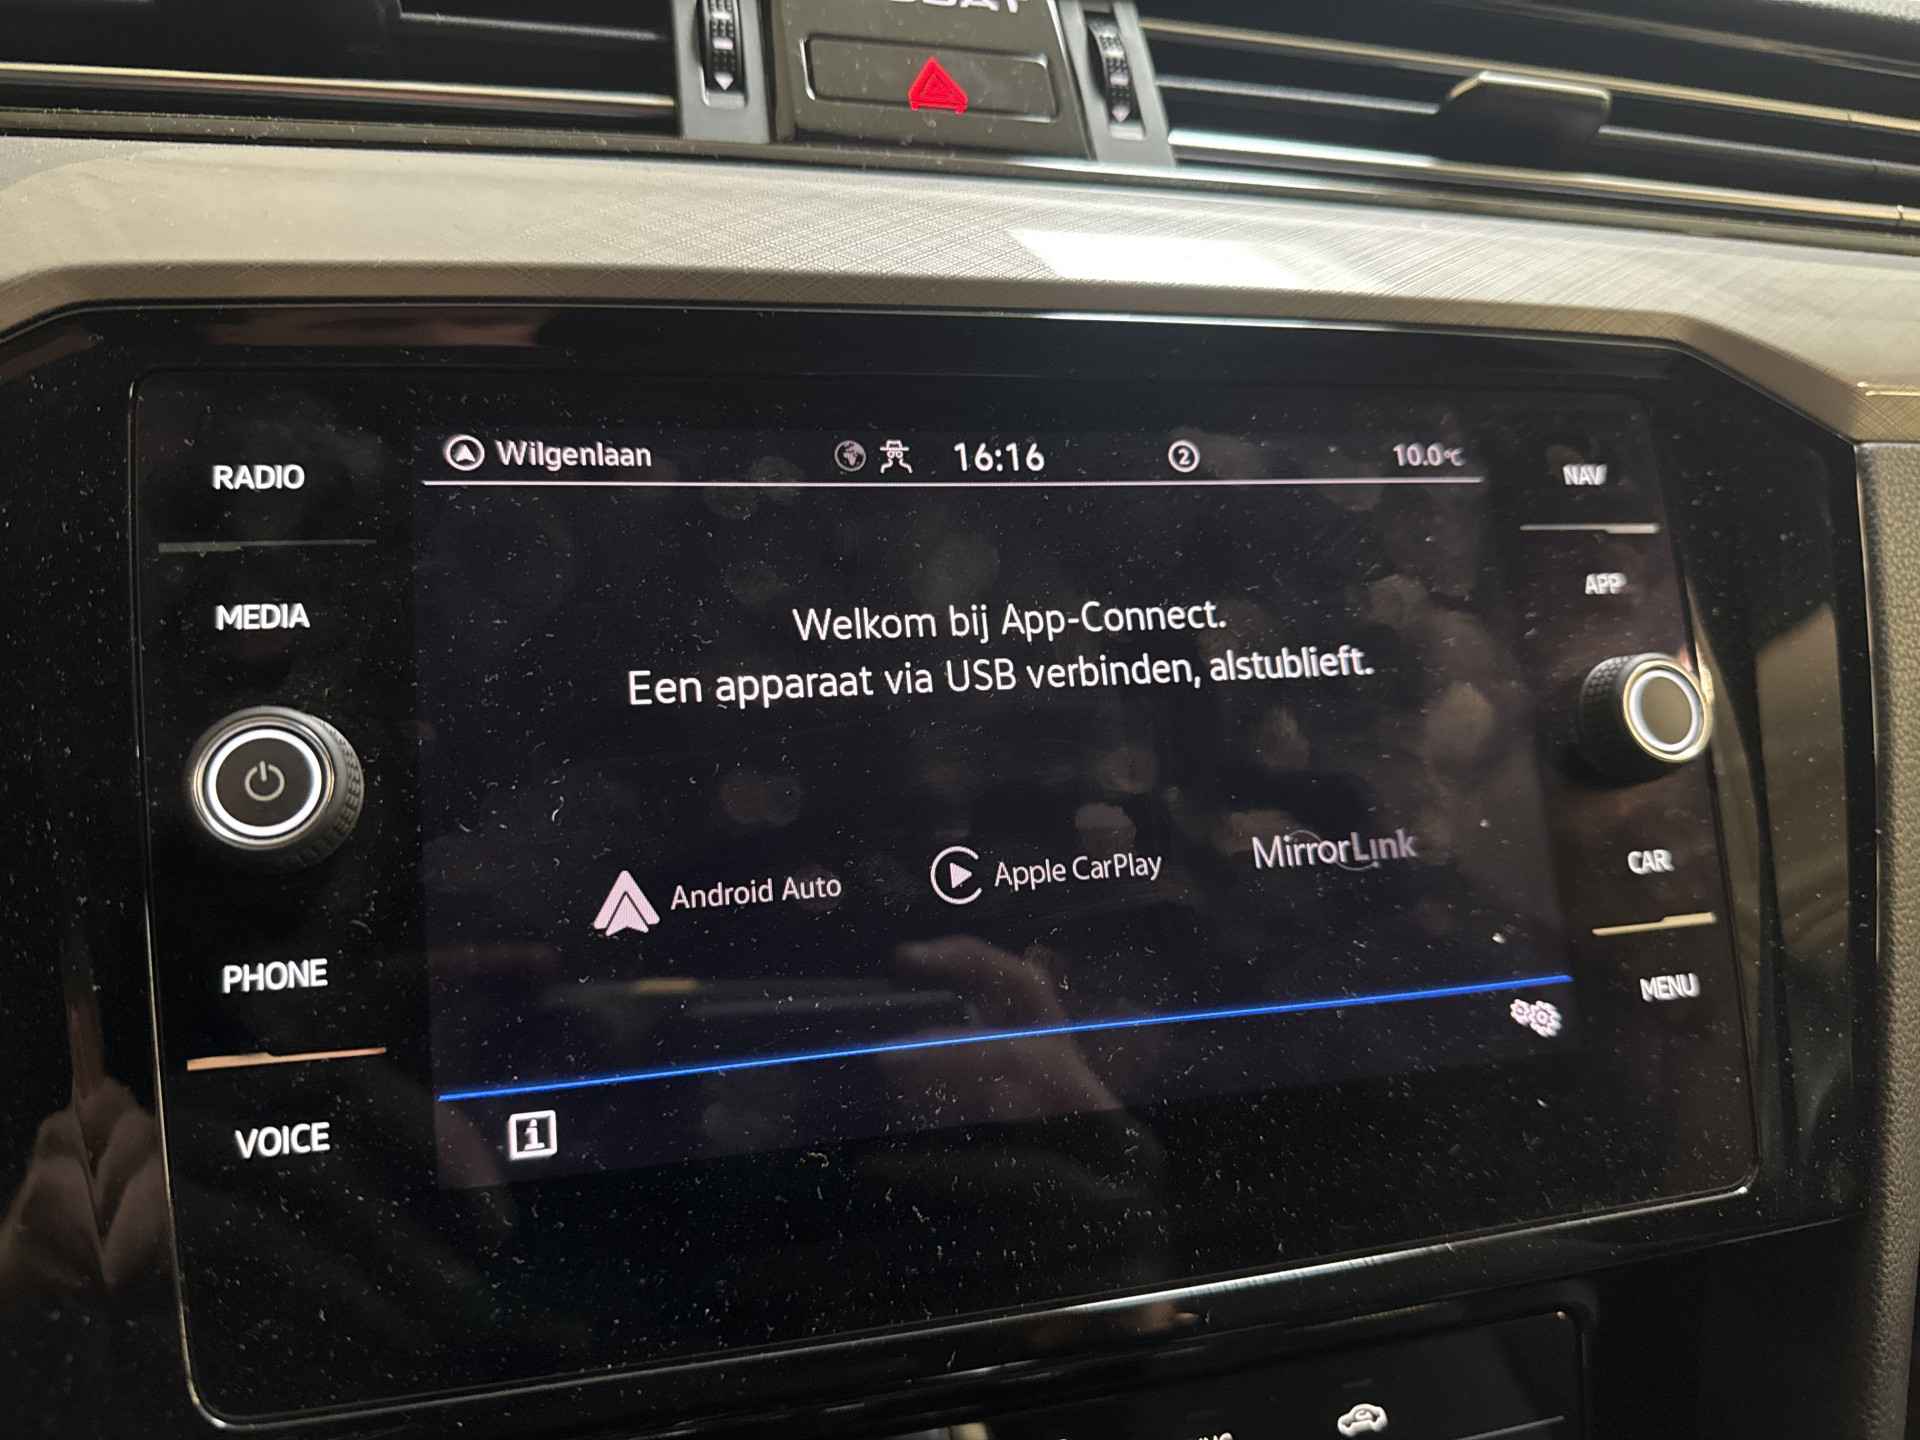 RADIO
MEDIA
PHONE
VOICE
Wilgenlaan
16:16
2
10.0°C
Welkom bij App-Connect.
Een apparaat via USB verbinden, alstublieft.
Android Auto
Apple CarPlay
MirrorLink
i
NAV
APP
CAR
MENU